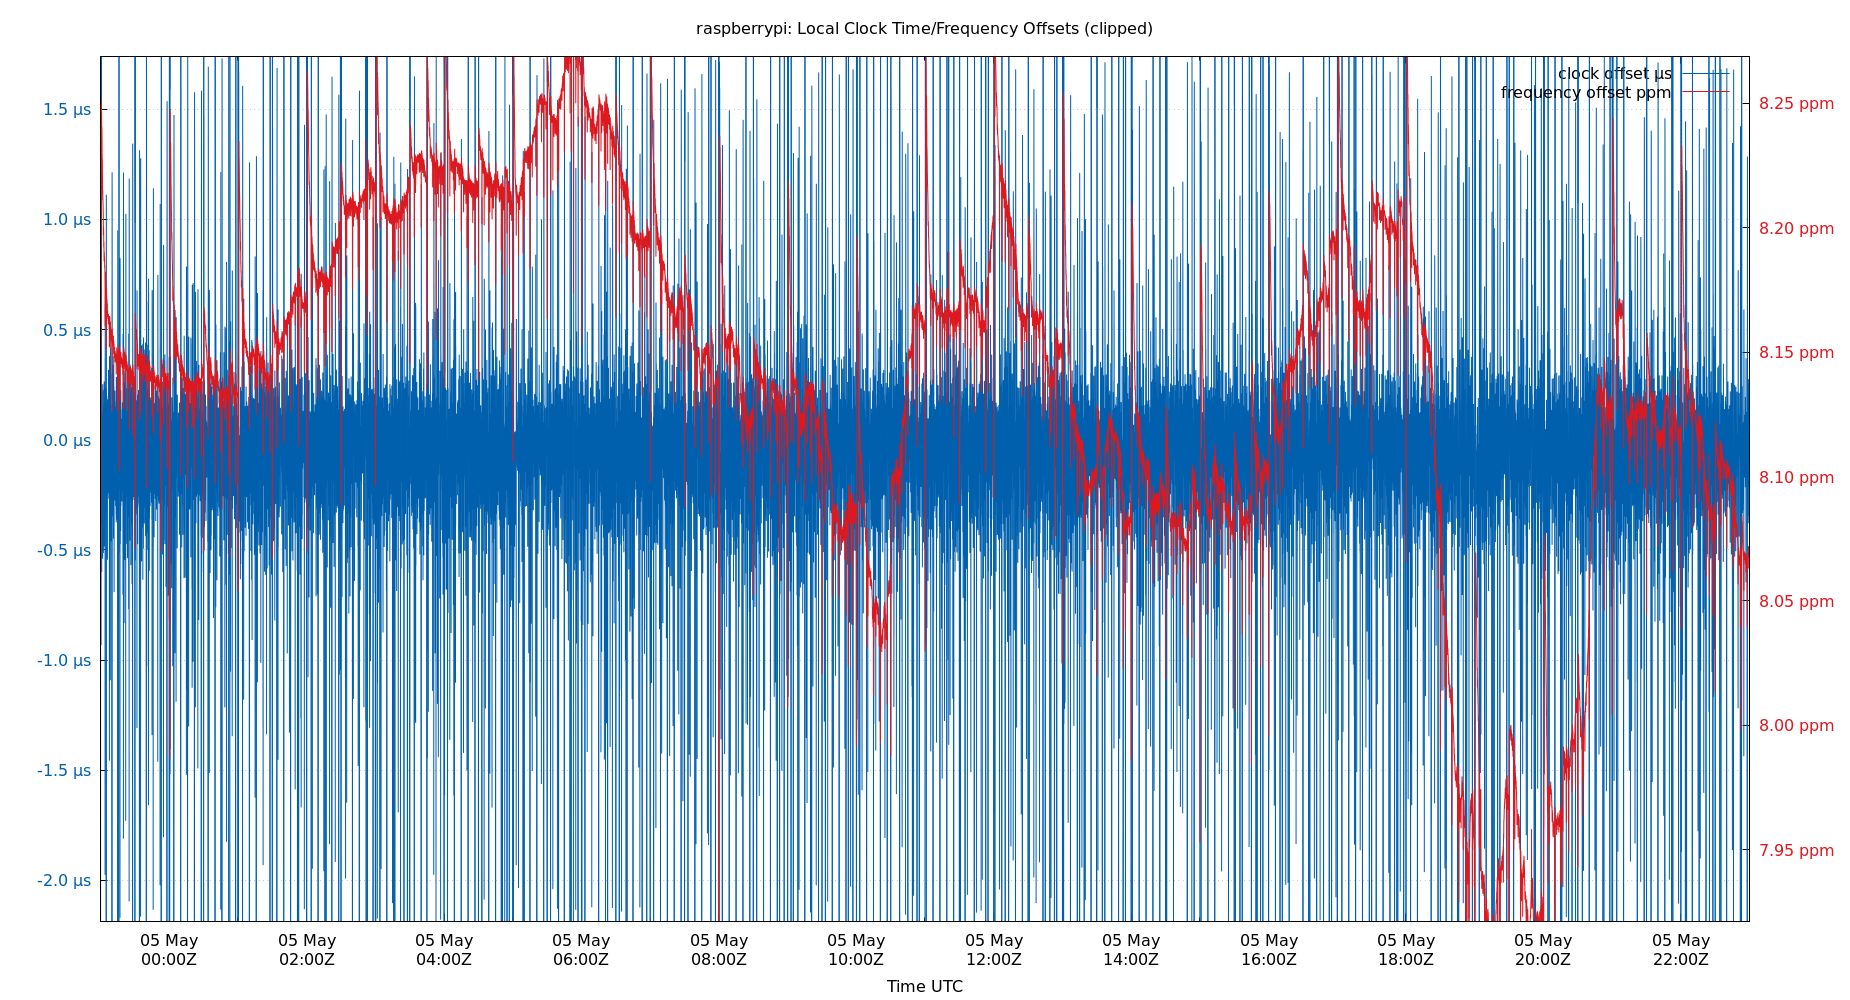 raspberrypi: Local Clock Time/Frequency Offsets (clipped)
clock offset µs
frequency offset ppm
1.5 µs
1.0 µs
0.5 µs
0.0 µs
-0.5 µs
-1.0 µs
-1.5 µs
-2.0 µs
8.25 ppm
8.20 ppm
8.15 ppm
8.10 ppm
8.05 ppm
8.00 ppm
7.95 ppm
05 May 05 May 05 May 05 May 05 May 05 May 05 May 05 May 05 May 05 May 05 May 05 May
00:00Z 02:00Z 04:00Z 06:00Z 08:00Z 10:00Z 12:00Z 14:00Z 16:00Z 18:00Z 20:00Z 22:00Z
Time UTC